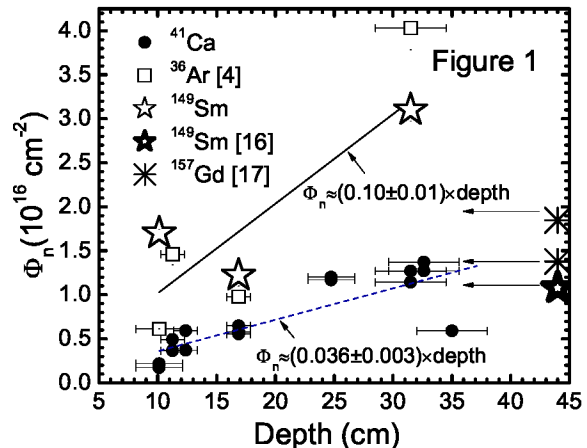 Figure 1
⁴¹Ca
³⁶Ar [4]
¹⁴⁹Sm
¹⁴⁹Sm [16]
¹⁵⁷Gd [17]
Φn≈(0.10±0.01)×depth
Φn≈(0.036±0.003)×depth
Φn(10¹⁶ cm⁻²)
4.0
3.5
3.0
2.5
2.0
1.5
1.0
0.5
0.0
5 10 15 20 25 30 35 40 45
Depth (cm)